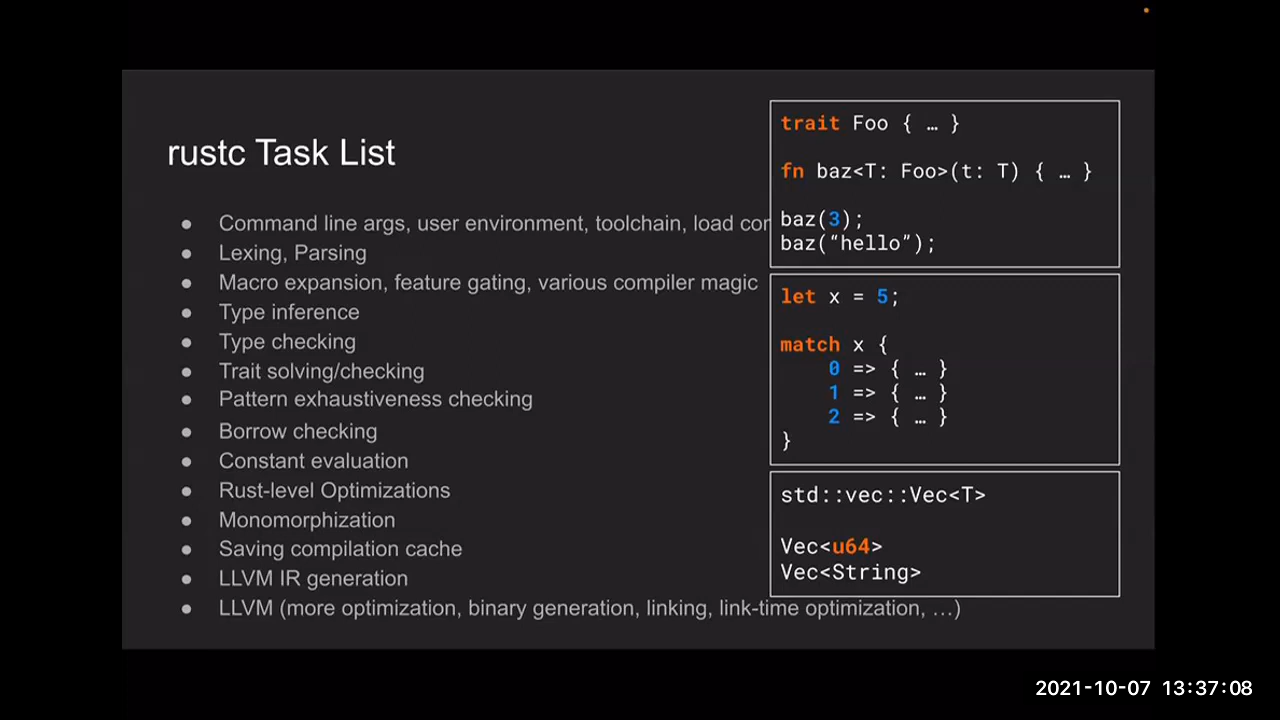 rustc Task List
● Command line args, user environment, toolchain, load
● Lexing, Parsing
● Macro expansion, feature gating, various compiler magic
● Type inference
● Type checking
● Trait solving/checking
● Pattern exhaustiveness checking
● Borrow checking
● Constant evaluation
● Rust-level Optimizations
● Monomorphization
● Saving compilation cache
● LLVM IR generation
● LLVM (more optimization, binary generation, linking, link-time optimization, …)
trait Foo { … }
fn baz<T: Foo>(t: T) { … }
baz(3);
baz(“hello”);
let x = 5;
match x {
0 => { … }
1 => { … }
2 => { … }
}
std::vec::Vec<T>
Vec<u64>
Vec<String>
2021-10-07 13:37:08